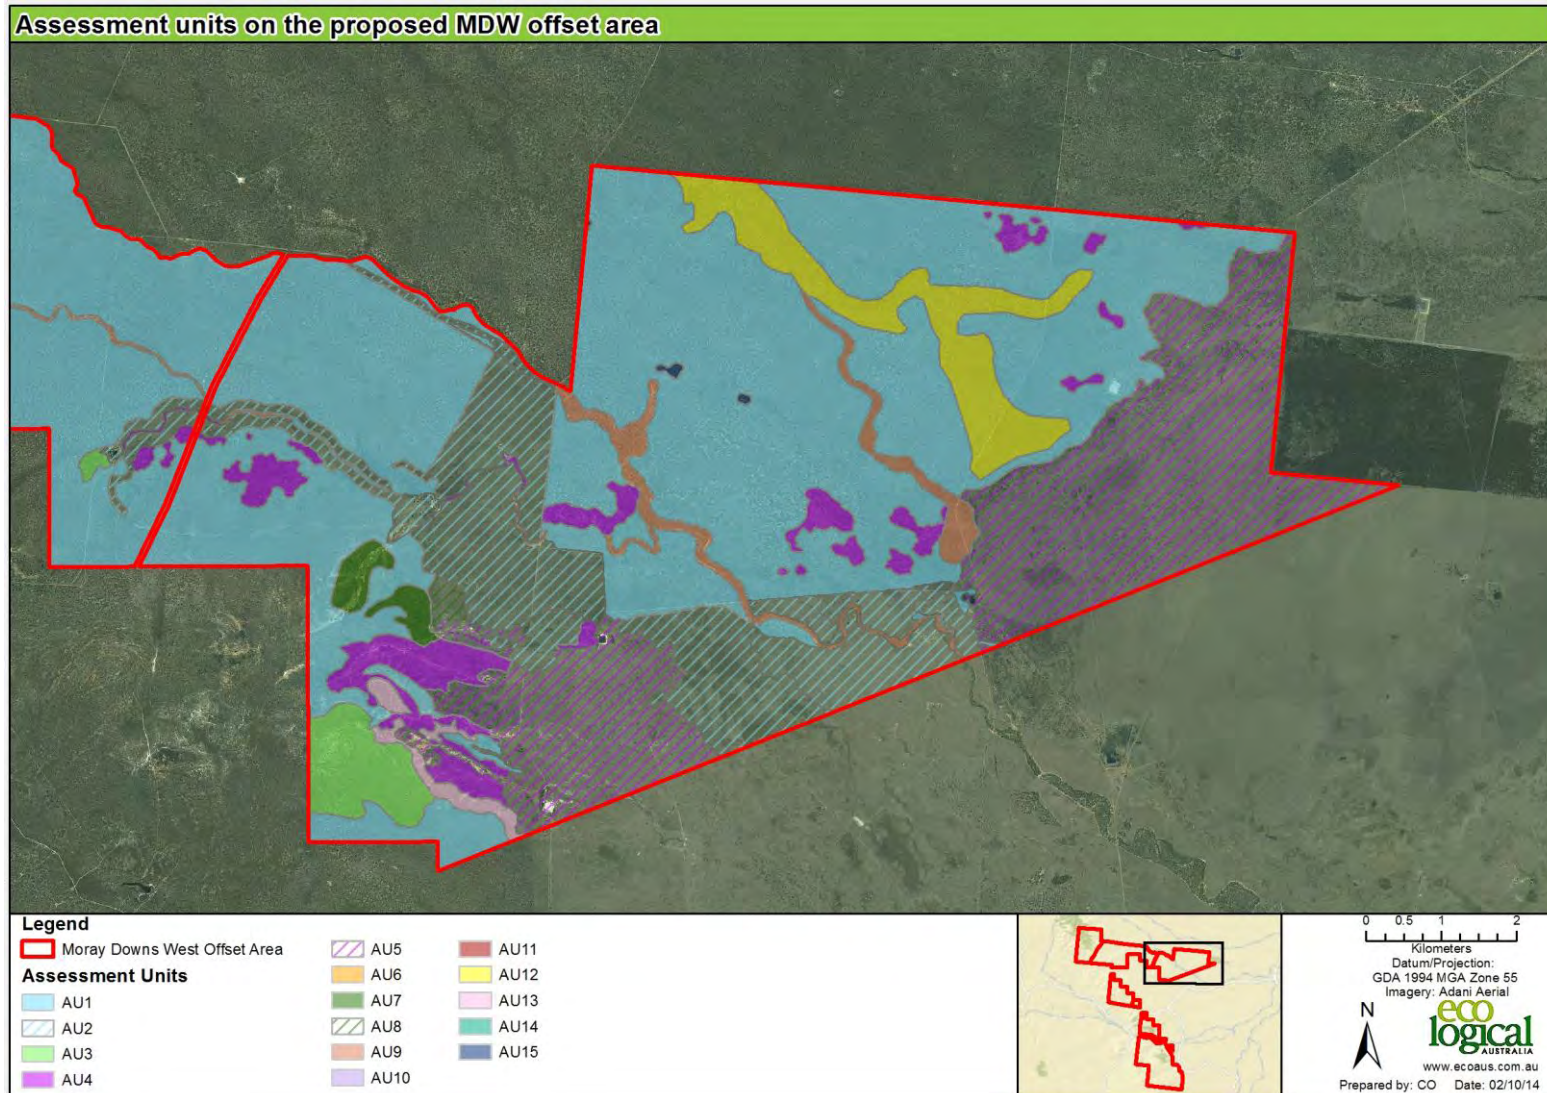 Assessment units on the proposed MDW offset area
Legend
Moray Downs West Offset Area
Assessment Units
AU1
AU2
AU3
AU4
AU5
AU6
AU7
AU8
AU9
AU10
AU11
AU12
AU13
AU14
AU15
0 0.5 1 2
Kilometers
Datum/Projection:
GDA 1994 MGA Zone 55
Imagery: Adani Aerial
N
eco
logical
AUSTRALIA
www.ecoaus.com.au
Prepared by: CO Date: 02/10/14